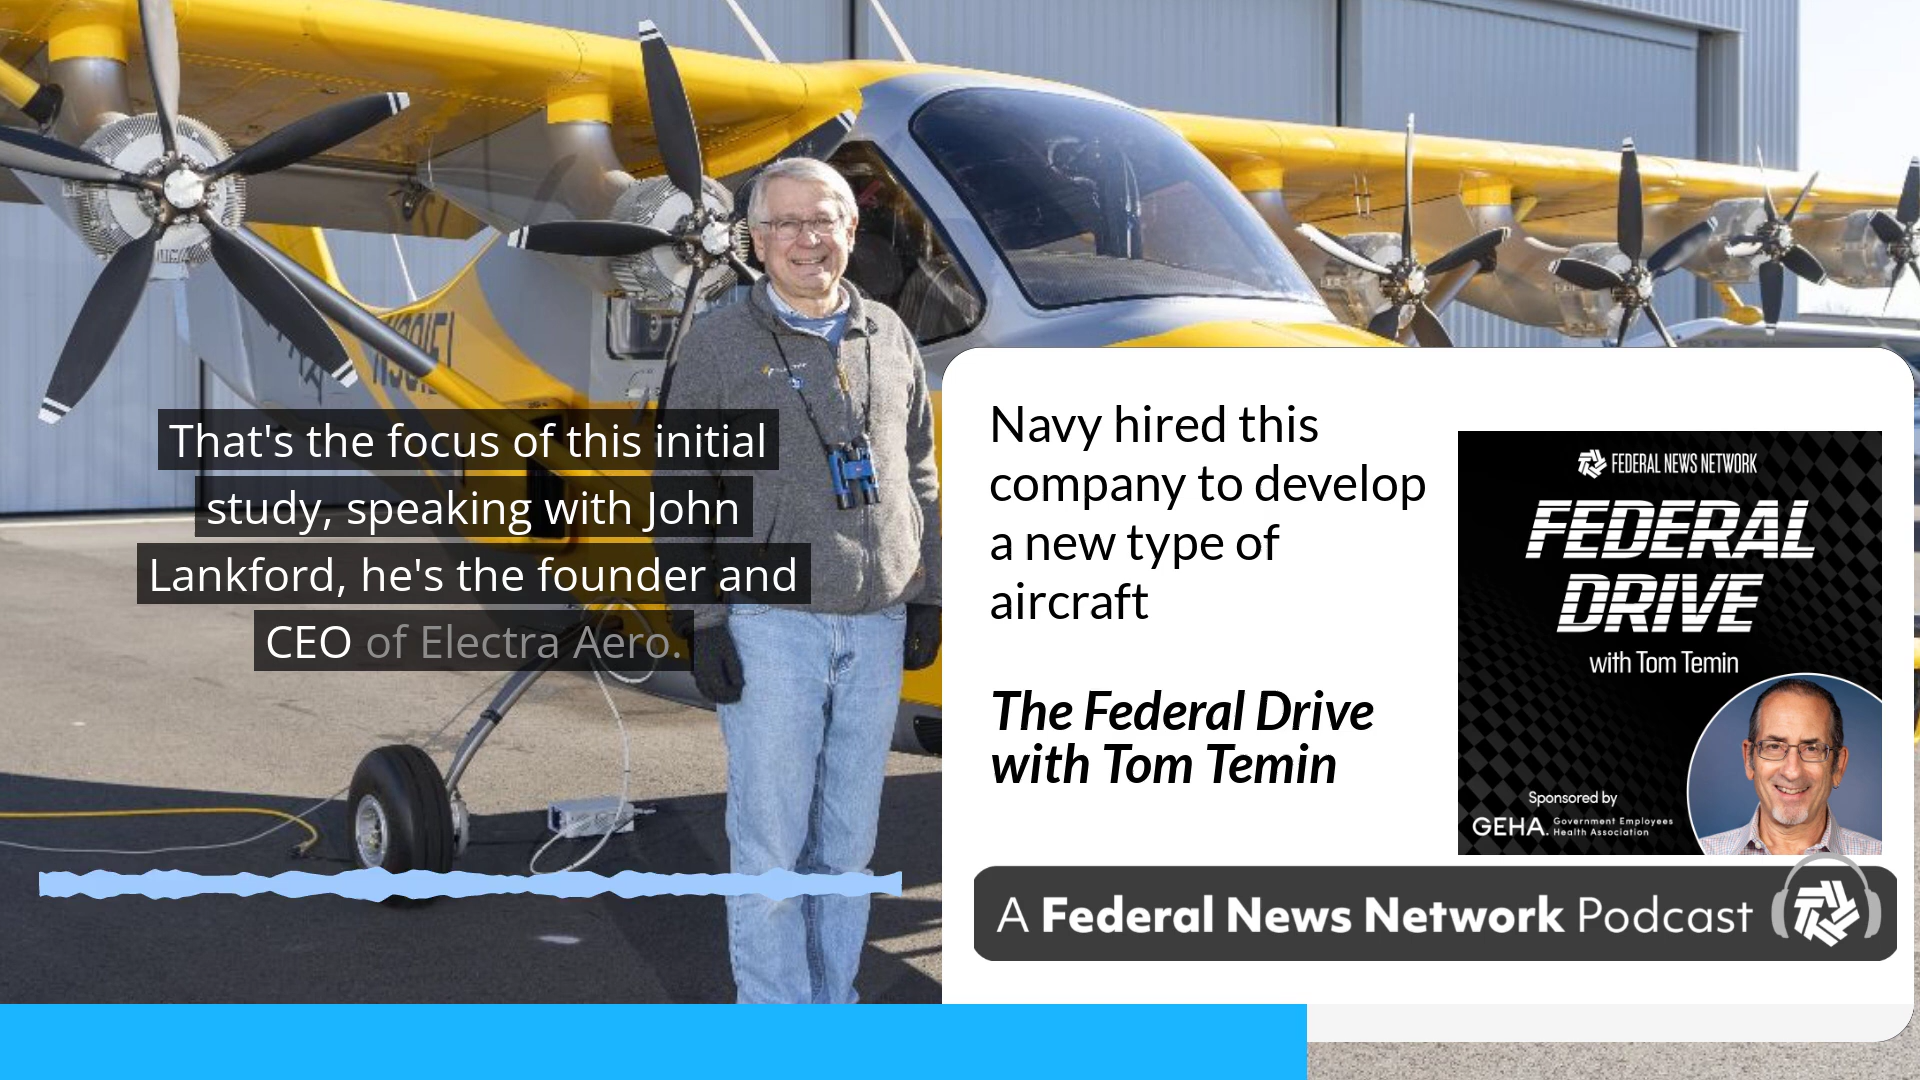 That's the focus of this initial
study, speaking with John
Lankford, he's the founder and
CEO of Electra Aero.
Navy hired this
company to develop
a new type of
aircraft
The Federal Drive
with Tom Temin
FEDERAL NEWS NETWORK
FEDERAL
DRIVE
with Tom Temin
Sponsored by
GEHA. Government Employees
Health Association
A Federal News Network Podcast